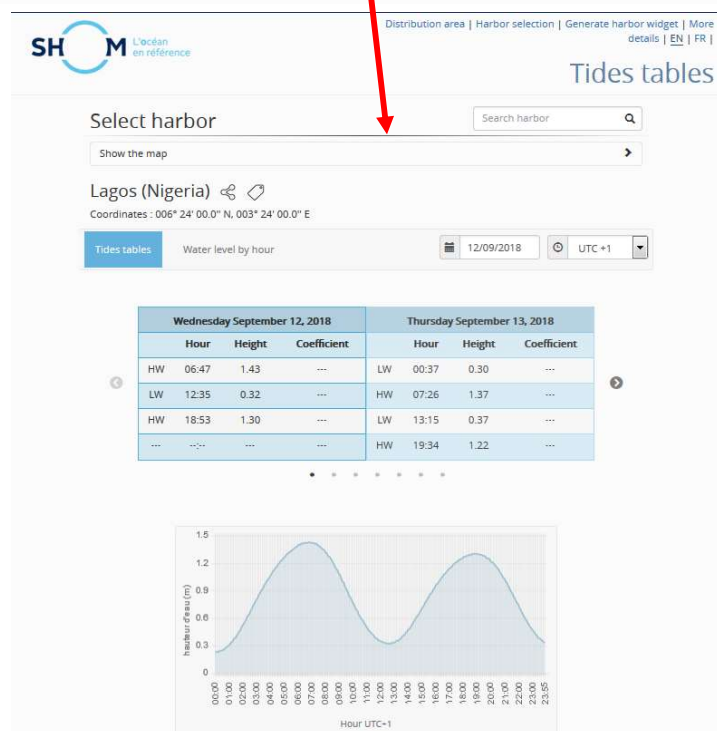 Distribution area | Harbor selection | Generate harbor widget | More
details | EN | FR |
SHOM L'océan
en référence
Tides tables
Select harbor
Search harbor
Show the map
Lagos (Nigeria)
Coordinates : 006° 24' 00.0" N, 003° 24' 00.0" E
Tides tables Water level by hour 12/09/2018 UTC +1
Wednesday September 12, 2018 Thursday September 13, 2018
Hour Height Coefficient Hour Height Coefficient
HW 06:47 1.43 --- LW 00:37 0.30 ---
LW 12:35 0.32 --- HW 07:26 1.37 ---
HW 18:53 1.30 --- LW 13:15 0.37 ---
--- --:-- --- --- HW 19:34 1.22 ---
1.5
1.2
0.9
0.6
0.3
0
hauteur d'eau (m)
00:00 01:00 02:00 03:00 04:00 05:00 06:00 07:00 08:00 09:00 10:00 11:00 12:00 13:00 14:00 15:00 16:00 17:00 18:00 19:00 20:00 21:00 22:00 23:00 23:55
Hour UTC+1